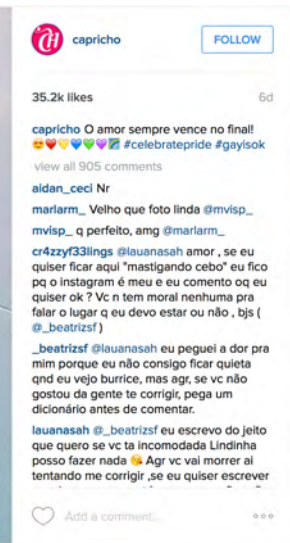 CH
capricho
FOLLOW
35.2k likes
6d
capricho O amor sempre vence no final!
😍❤💛💚💙💜🌈 #celebratepride #gayisok
view all 905 comments
aidan_ceci Nr
marlarm_ Velho que foto linda @mvisp_
mvisp_ q perfeito, amg @marlarm_
cr4zzyf33lings @lauanasah amor , se eu
quiser ficar aqui "mastigando cebo" eu fico
pq o instagram é meu e eu comento oq eu
quiser ok ? Vc n tem moral nenhuma pra
falar o lugar q eu devo estar ou não , bjs (
@_beatrizsf )
_beatrizsf @lauanasah eu peguei a dor pra
mim porque eu não consigo ficar quieta
qnd eu vejo burrice, mas agr, se vc não
gostou da gente te corrigir, pega um
dicionário antes de comentar.
lauanasah @_beatrizsf eu escrevo do jeito
que quero se vc ta incomodada Lindinha
posso fazer nada 😘 Agr vc vai morrer ai
tentando me corrigir ,se eu quiser escrever
Add a comment...